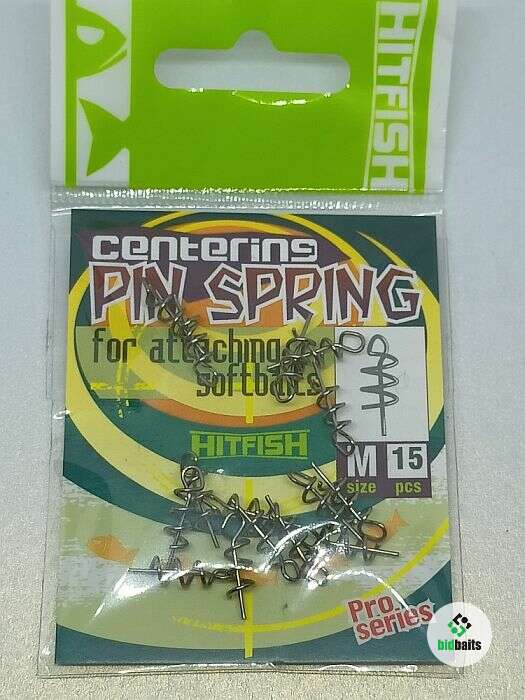 HITFISH
centering
PIN SPRING
for attaching
softbaits
HITFISH
M 15
size pcs
Pro
series
bidbaits